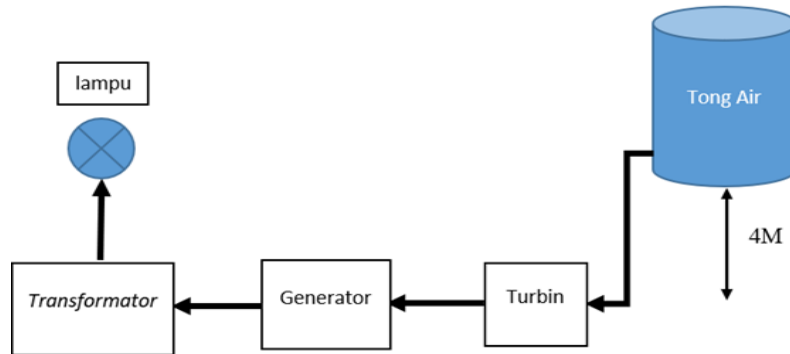 lampu
Tong Air
4M
Transformator
Generator
Turbin